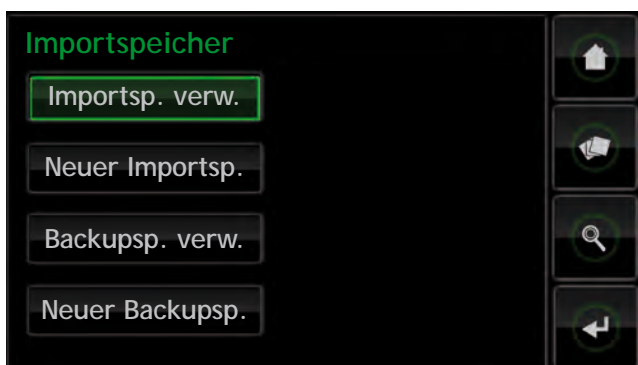 Importspeicher
Importsp. verw.
Neuer Importsp.
Backupsp. verw.
Neuer Backupsp.